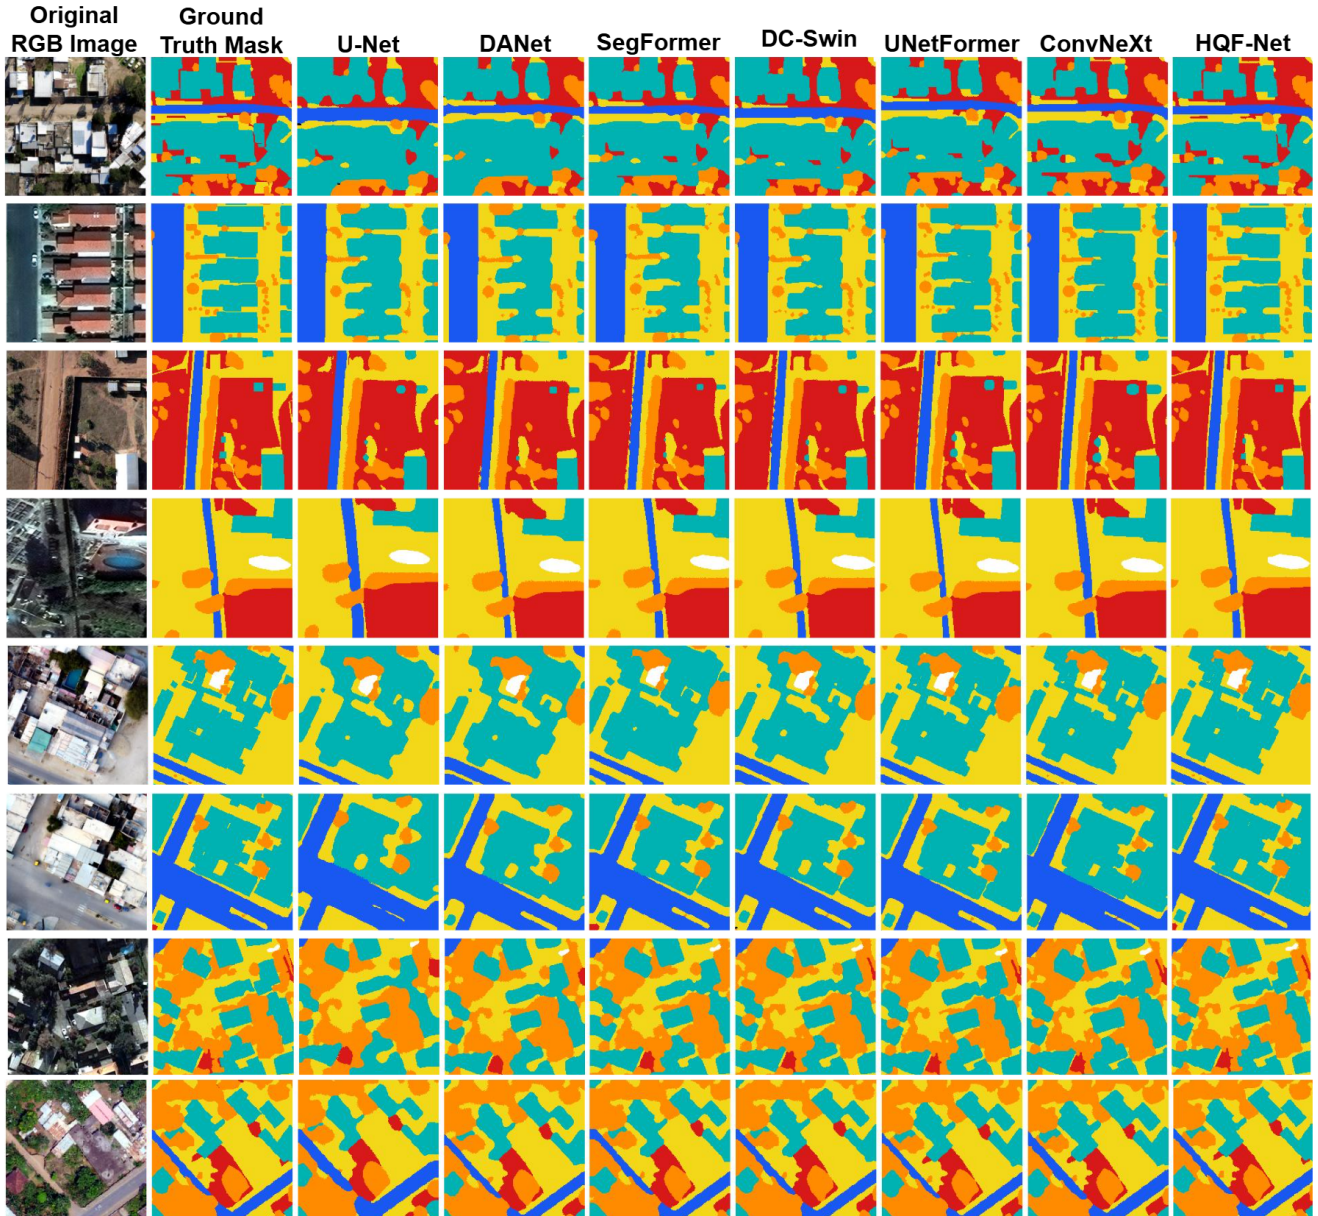 Original
RGB Image
Ground
Truth Mask
U-Net
DANet
SegFormer
DC-Swin
UNetFormer
ConvNeXt
HQF-Net